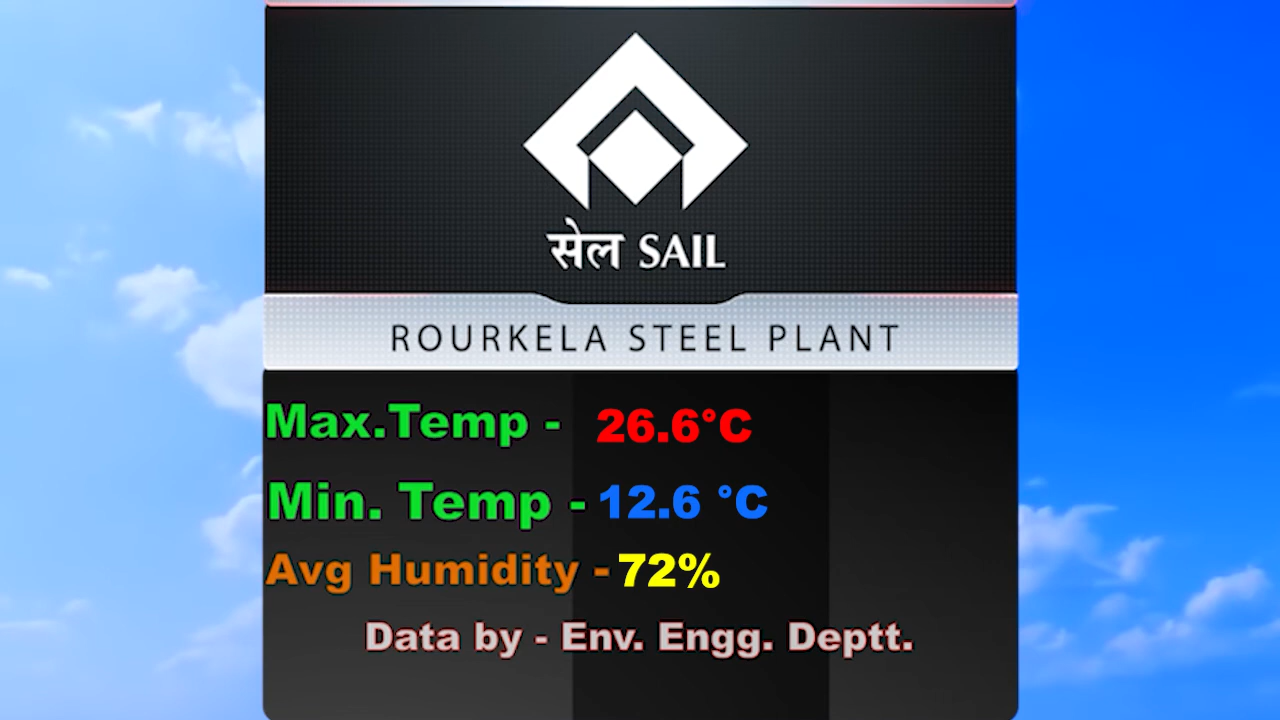 सेल SAIL
ROURKELA STEEL PLANT
Max.Temp - 26.6°C
Min. Temp - 12.6 °C
Avg Humidity - 72%
Data by - Env. Engg. Deptt.